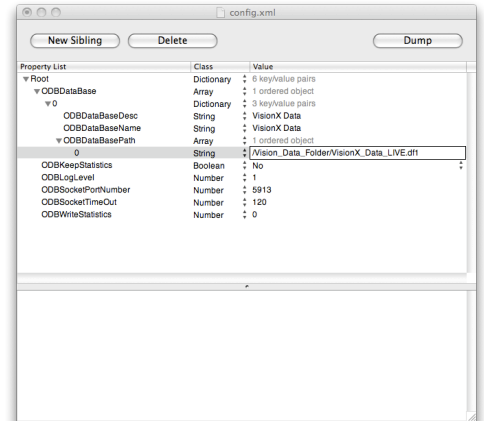 config.xml
New Sibling Delete Dump
Property List Class Value
Root Dictionary 6 key/value pairs
ODBDataBase Array 1 ordered object
0 Dictionary 3 key/value pairs
ODBDataBaseDesc String VisionX Data
ODBDataBaseName String VisionX Data
ODBDataBasePath Array 1 ordered object
0 String /Vision_Data_Folder/VisionX_Data_LIVE.df1
ODBKeepStatistics Boolean No
ODBLogLevel Number 1
ODBSocketPortNumber Number 5913
ODBSocketTimeOut Number 120
ODBWriteStatistics Number 0